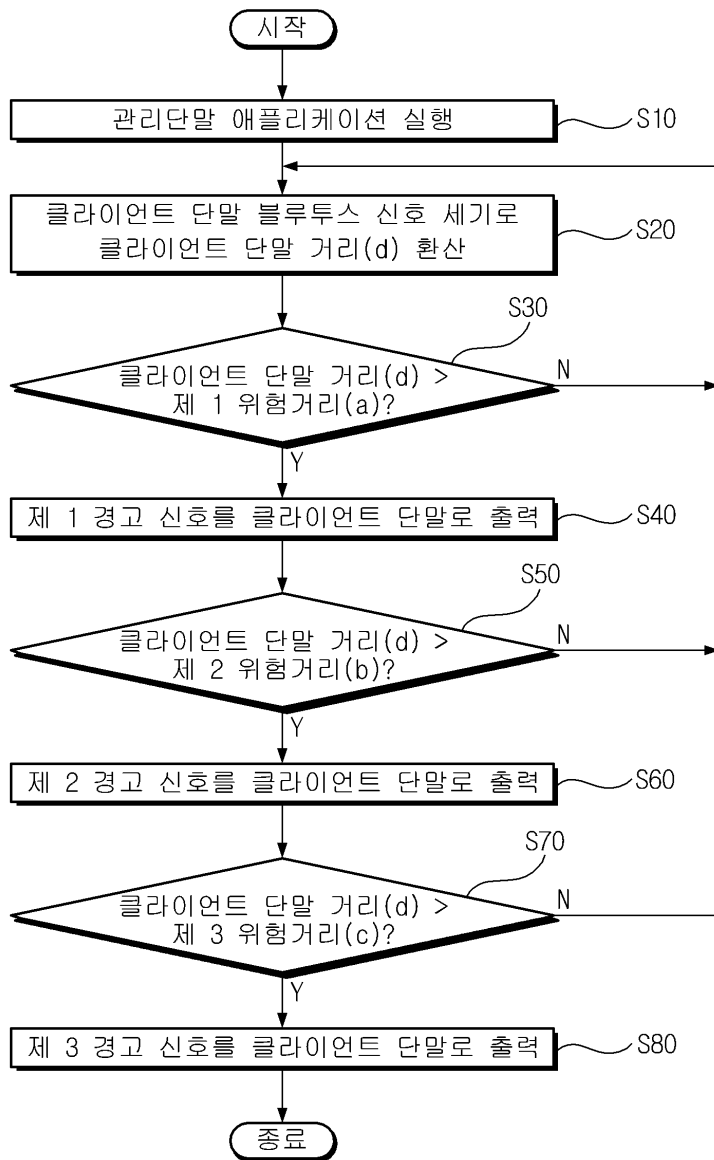 시작
관리단말 애플리케이션 실행
S10
클라이언트 단말 블루투스 신호 세기로
클라이언트 단말 거리(d) 환산
S20
S30
클라이언트 단말 거리(d) >
제 1 위험거리(a)?
N
Y
제 1 경고 신호를 클라이언트 단말로 출력
S40
S50
클라이언트 단말 거리(d) >
제 2 위험거리(b)?
N
Y
제 2 경고 신호를 클라이언트 단말로 출력
S60
S70
클라이언트 단말 거리(d) >
제 3 위험거리(c)?
N
Y
제 3 경고 신호를 클라이언트 단말로 출력
S80
종료